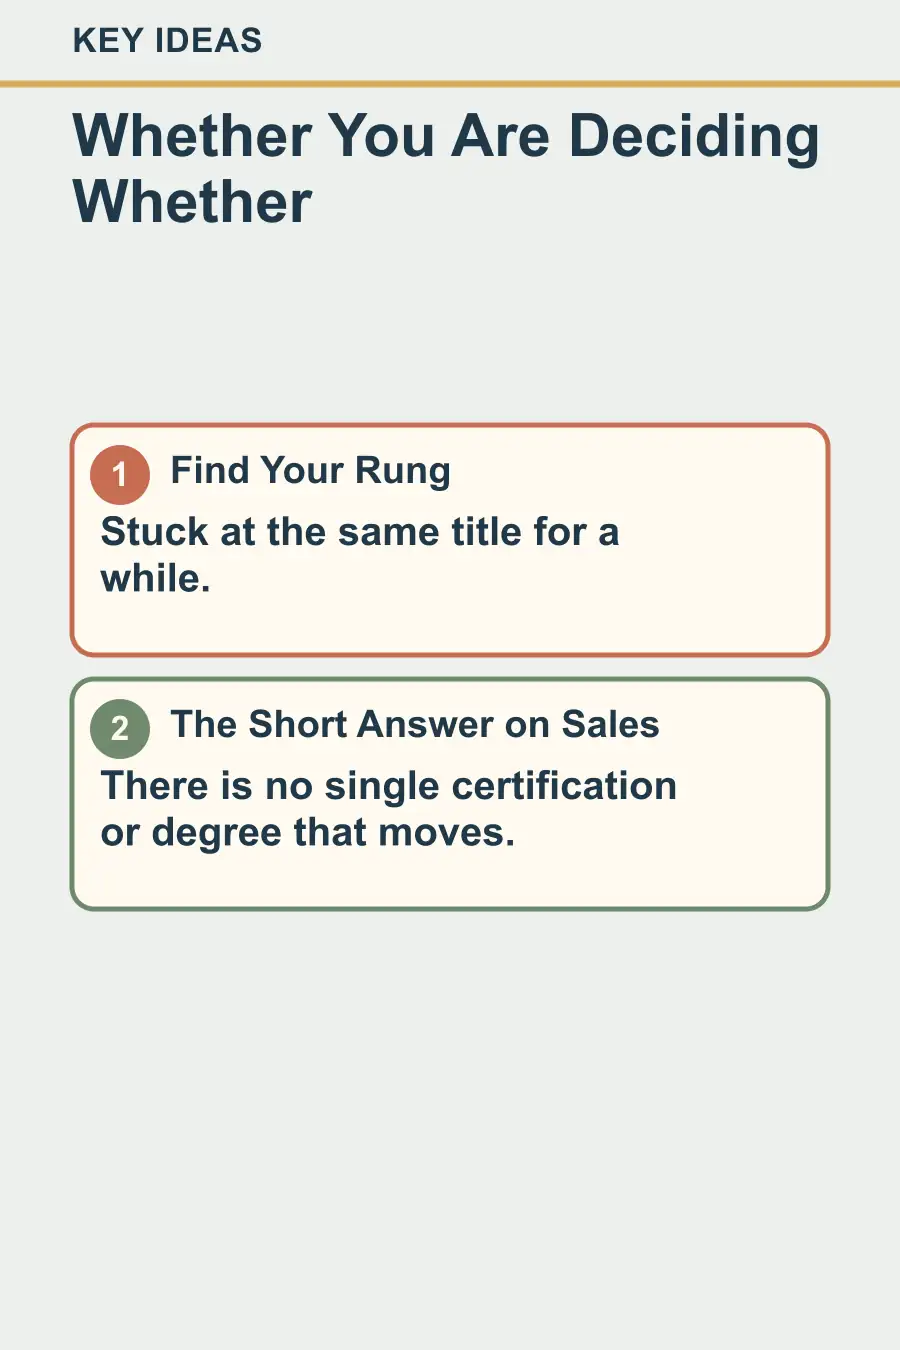 KEY IDEAS
Whether You Are Deciding
Whether
1 Find Your Rung
Stuck at the same title for a
while.
2 The Short Answer on Sales
There is no single certification
or degree that moves.